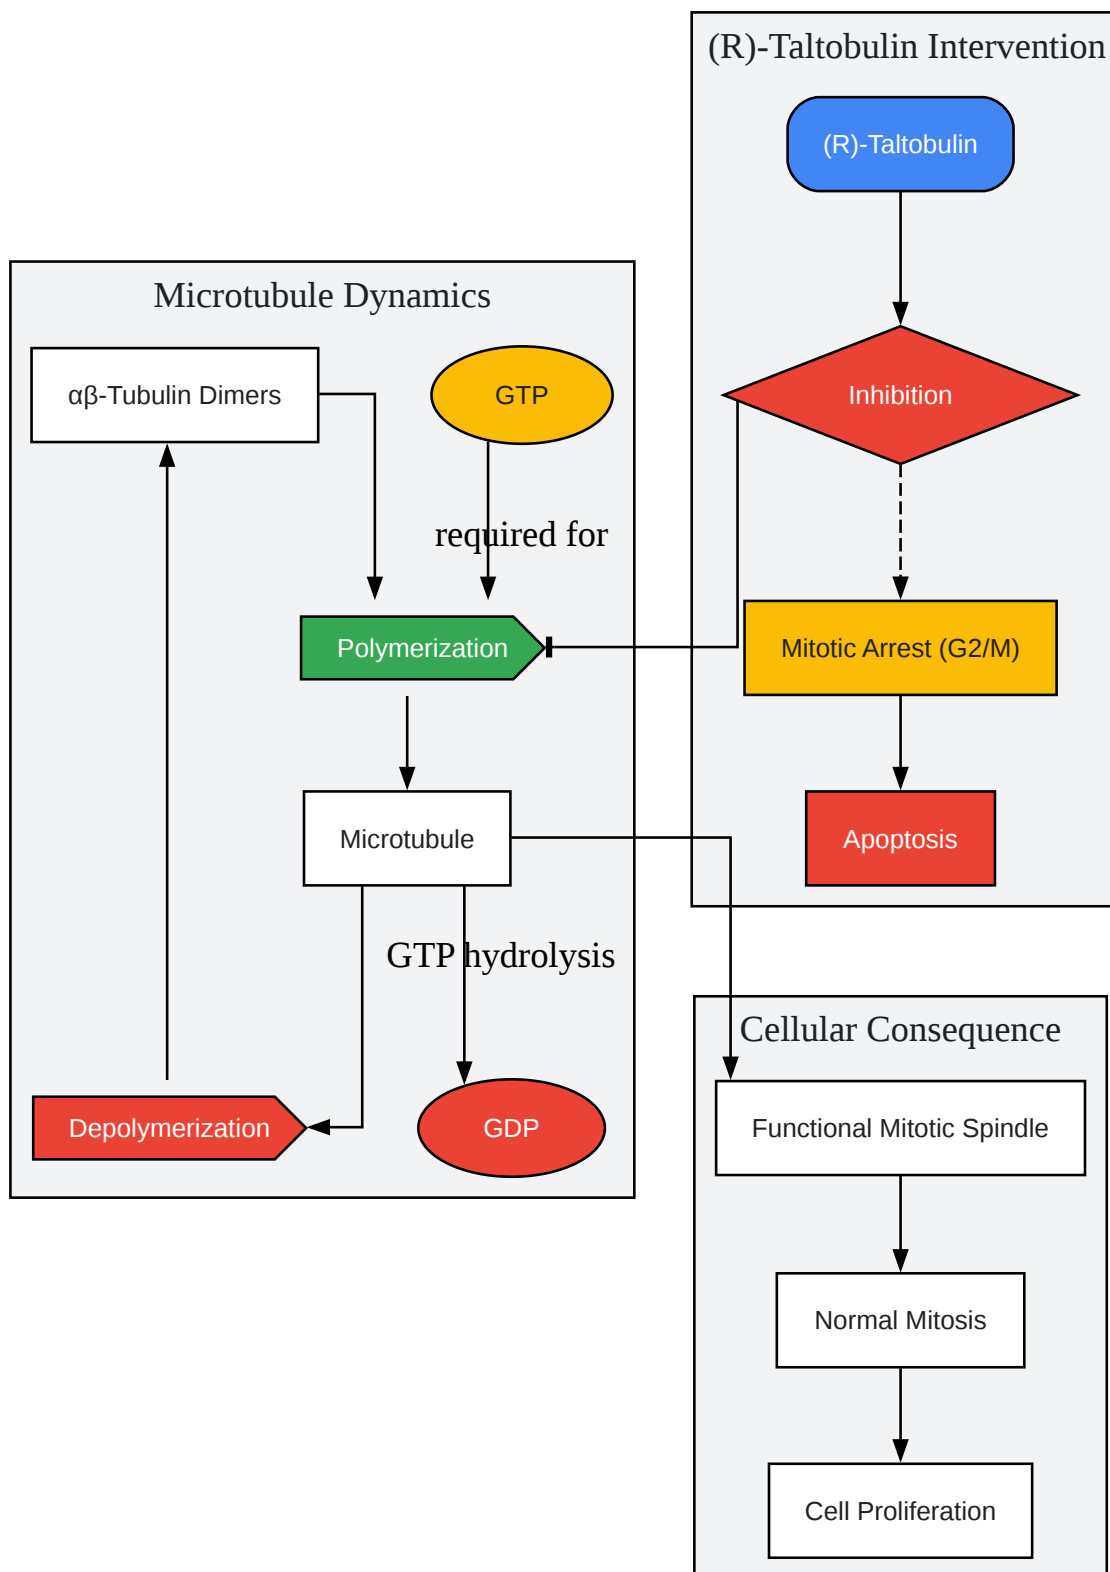 (R)-Taltobulin Intervention
(R)-Taltobulin
Inhibition
Mitotic Arrest (G2/M)
Apoptosis
Microtubule Dynamics
αβ-Tubulin Dimers
GTP
required for
Polymerization
Microtubule
GTP hydrolysis
Depolymerization
GDP
Cellular Consequence
Functional Mitotic Spindle
Normal Mitosis
Cell Proliferation